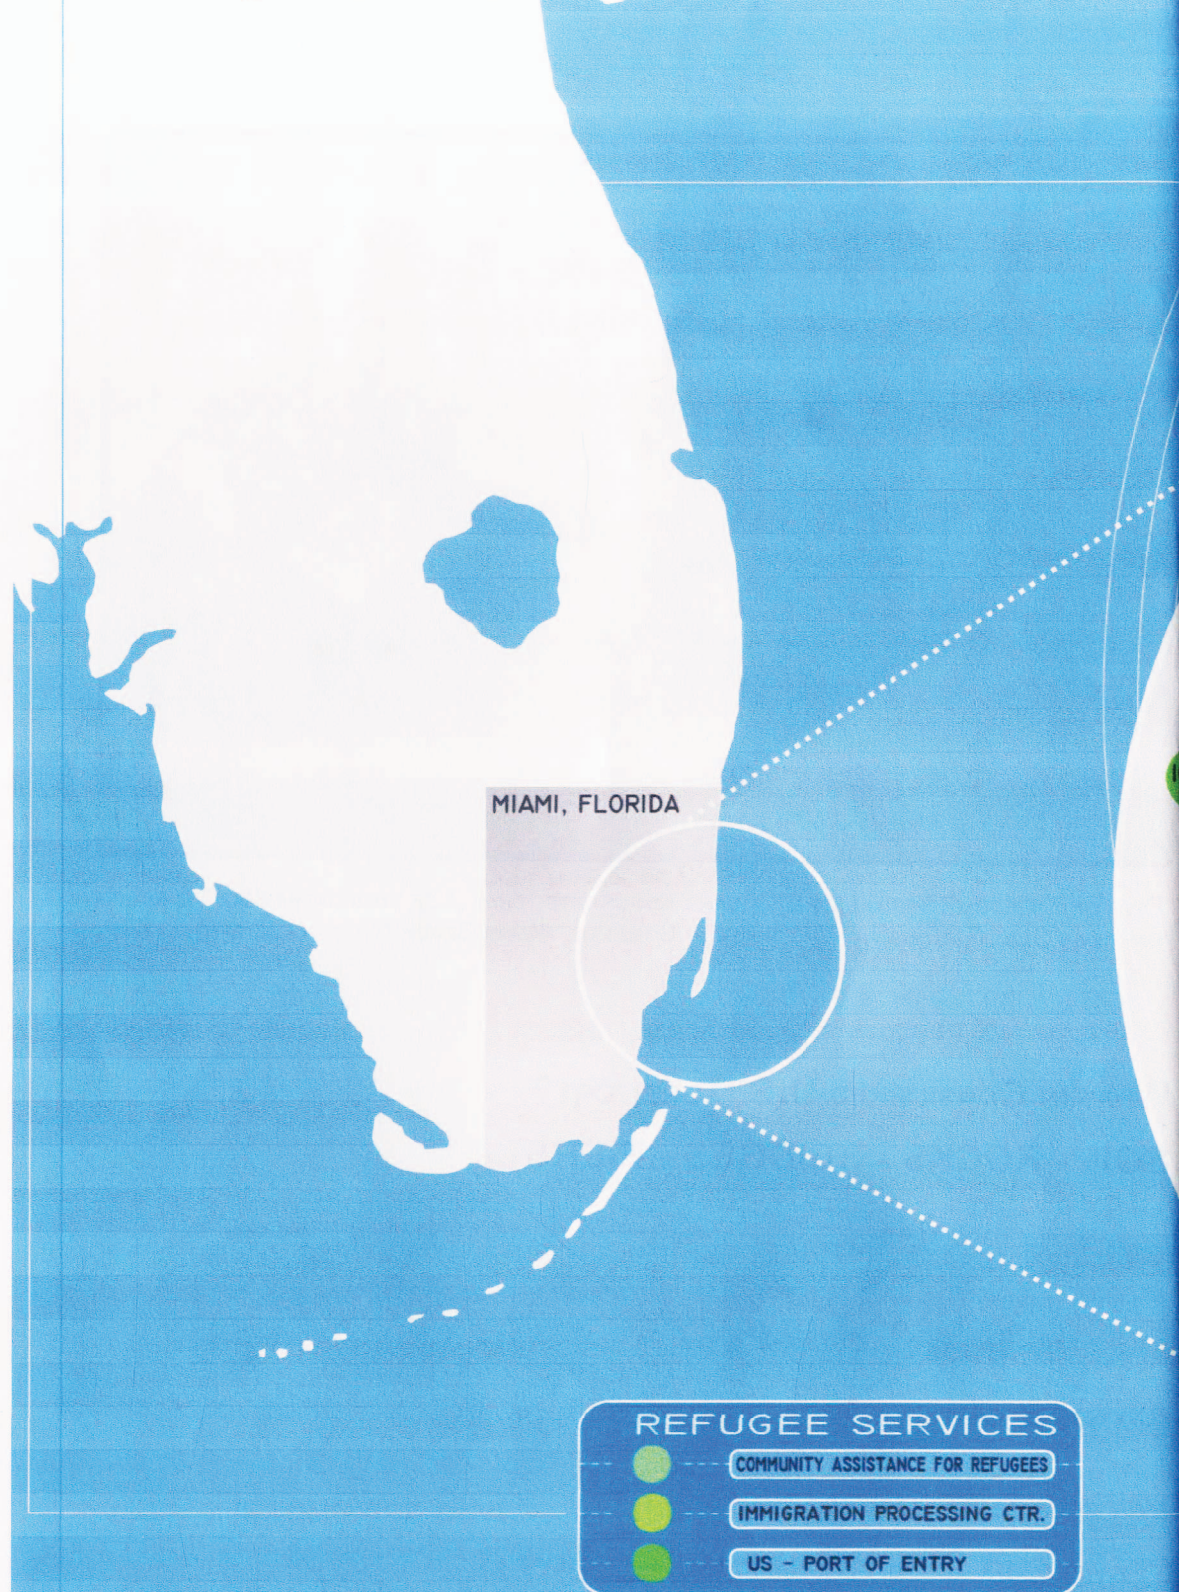 MIAMI, FLORIDA
REFUGEE SERVICES
COMMUNITY ASSISTANCE FOR REFUGEES
IMMIGRATION PROCESSING CTR.
US - PORT OF ENTRY